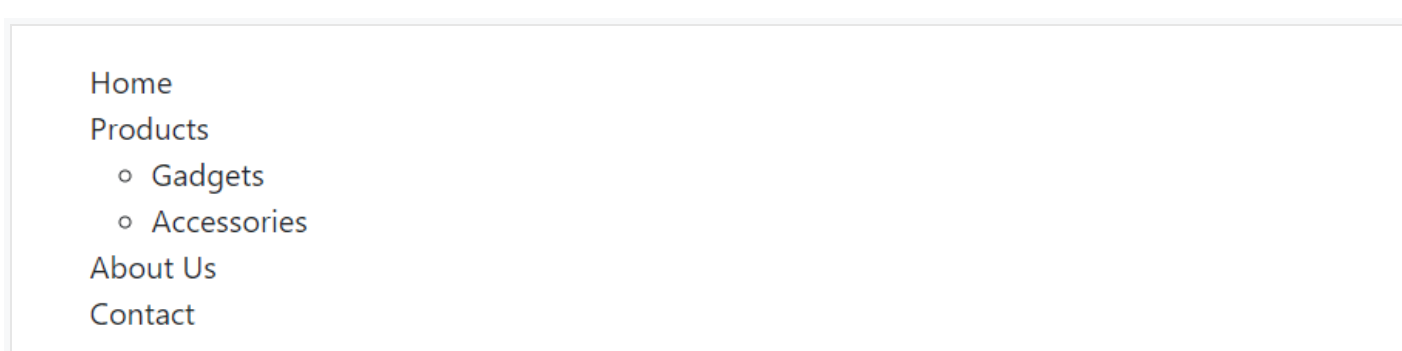 Home
Products
Gadgets
Accessories
About Us
Contact